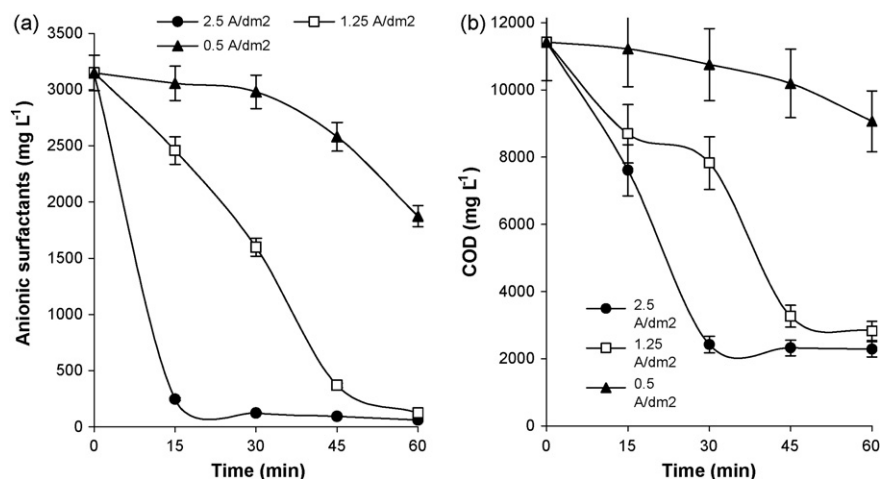 (a)
2.5 A/dm2
1.25 A/dm2
0.5 A/dm2
3500
3000
2500
2000
1500
1000
500
0
Anionic surfactants (mg L-1)
0 15 30 45 60
Time (min)
(b)
12000
10000
8000
6000
4000
2000
0
COD (mg L-1)
2.5
A/dm2
1.25
A/dm2
0.5
A/dm2
0 15 30 45 60
Time (min)